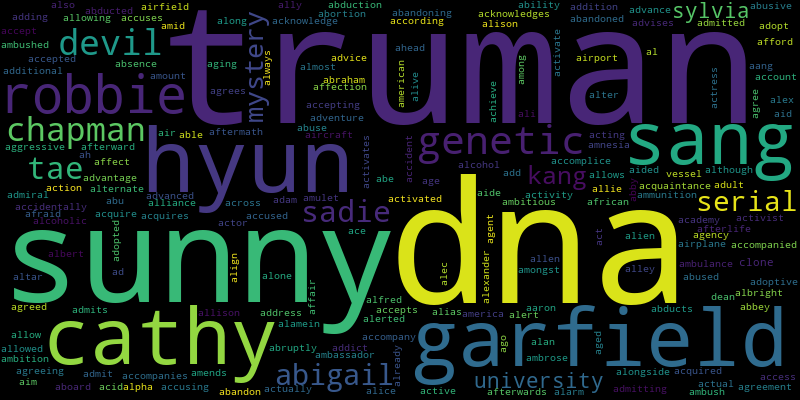 also abducted airfield amid ally abduction ability addition abusive
adding allowing accuses along acknowledge abortion abandoning acknowledges alison abandoned advance admitted adopt sylvia
accept according advises afford
ambushed devil truman mystery always ahead activate al
accepted absence aging advice american alive among airport aang
additional amount almost abraham achieve actress account
robbie agrees affection alter agree alex
accepting adventure ali aid
chapman air able aftermath abuse aircraft genetic acting sang
aggressive afterward hyun activates accident accomplice amnesia
ah affect alcohol allows aided although
tae advantage abe age add kang abby vessel
action alternate advanced adam amulet activated aide activity allie acquaintance adult
admiral abu alliance across sadie ambitious african ammunition serial
accidentally acquire accused
afraid acquires actor academy activist
alcoholic adopted ace agent act agency afterlife
sunny dna alien airplane accompanied
albert align allen ambulance clone
altar ad alone alec alexander amongst alley abused adoptive
affair alfred dean albright
agreed admits allison address accepts alias america alert aaron abducts abbey
cathy alamein alerted garfield
allow abruptly accompany ago alan aged
allowed addict already
ambition ambassador ambrose
agreeing admit accompanies amends abigail university alongside acquired access
aim aboard acid alpha accusing abandon actually alice active afterwards alarm admitting actual ambush agreement